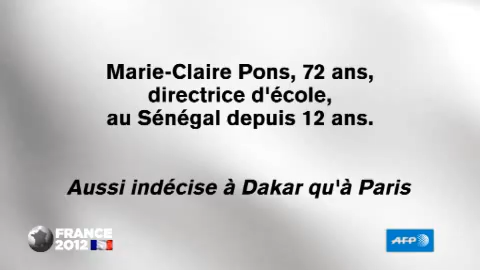 Marie-Claire Pons, 72 ans,
directrice d'école,
au Sénégal depuis 12 ans.
Aussi indécise à Dakar qu'à Paris
FRANCE
2012
AFP